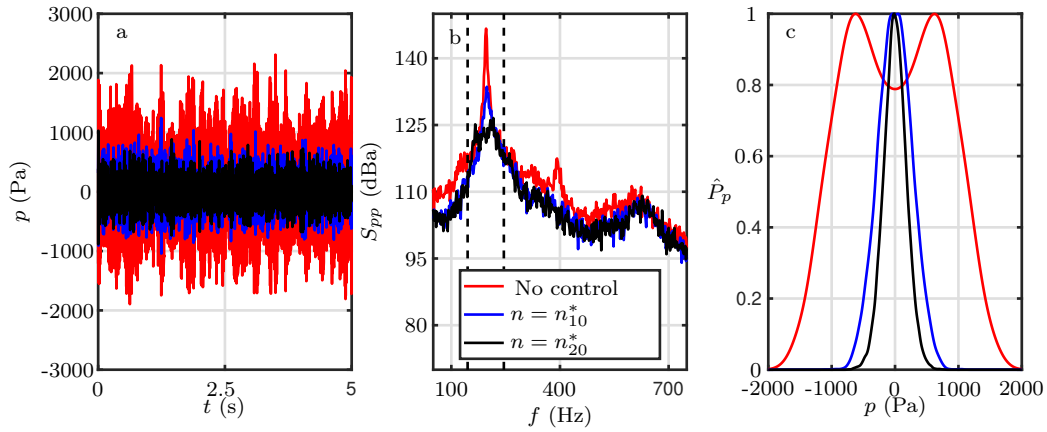 a
3000
2000
1000
0
-1000
-2000
-3000
p (Pa)
0
2.5
5
t (s)
b
140
125
110
95
80
S_pp (dBa)
100
400
700
f (Hz)
No control
n = n*_10
n = n*_20
c
1
0.8
0.6
0.4
0.2
0
P̂_p
-2000
-1000
0
1000
2000
p (Pa)